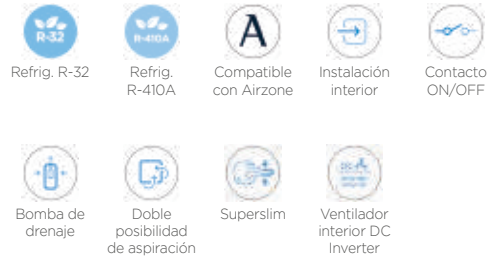 R-32
R-410A
A
Refrig. R-32
Refrig.
R-410A
Compatible
con Airzone
Instalación
interior
Contacto
ON/OFF
Bomba de
drenaje
Doble
posibilidad
de aspiración
Superslim
Ventilador
interior DC
Inverter